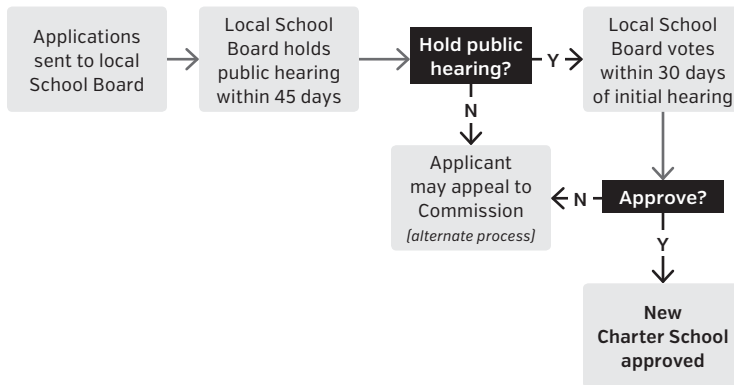 Applications
sent to local
School Board
Local School
Board holds
public hearing
within 45 days
Hold public
hearing?
Y
Local School
Board votes
within 30 days
of initial hearing
N
Applicant
may appeal to
Commission
[alternate process]
N
Approve?
Y
New
Charter School
approved